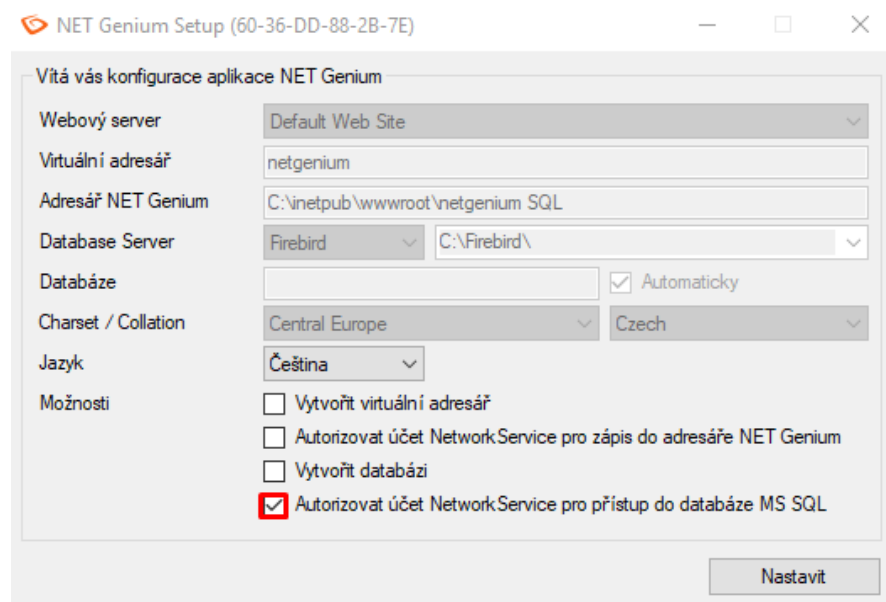 NET Genium Setup (60-36-DD-88-2B-7E)
Vítá vás konfigurace aplikace NET Genium
Webový server Default Web Site
Virtuální adresář netgenium
Adresář NET Genium C:\inetpub\wwwroot\netgenium SQL
Database Server Firebird C:\Firebird\
Databáze Automaticky
Charset / Collation Central Europe Czech
Jazyk Čeština
Možnosti Vytvořit virtuální adresář
Autorizovat účet NetworkService pro zápis do adresáře NET Genium
Vytvořit databázi
Autorizovat účet NetworkService pro přístup do databáze MS SQL
Nastavit